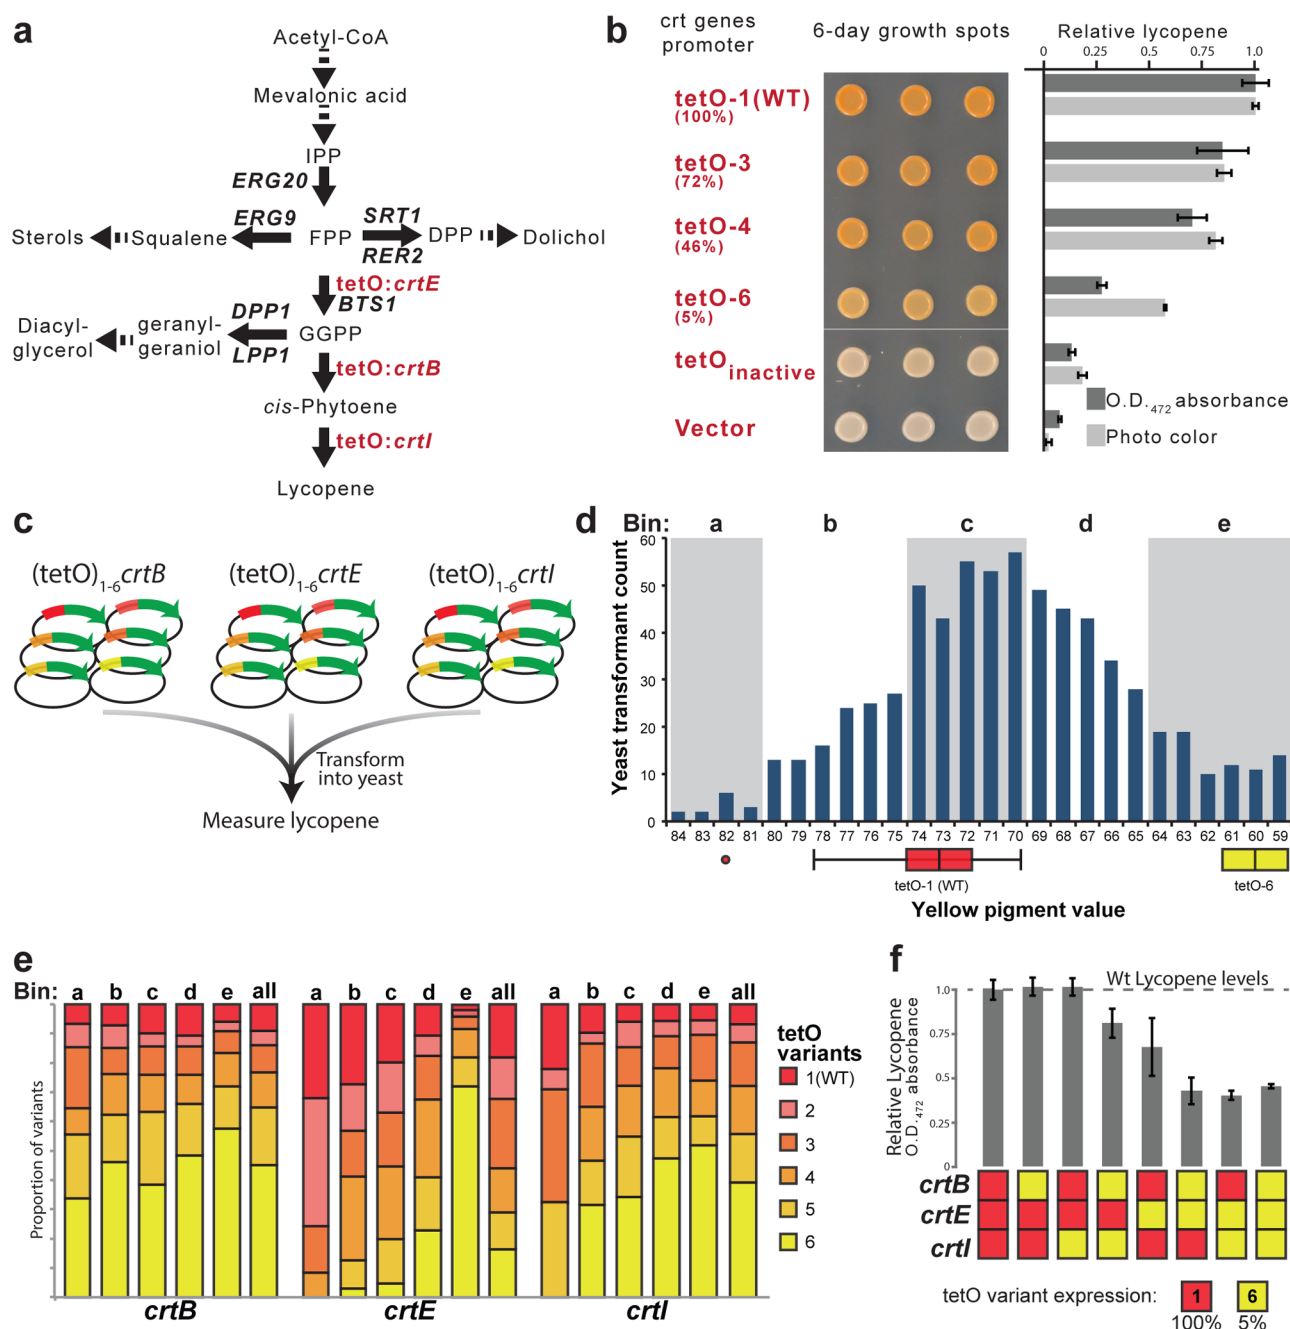 a
Acetyl-CoA
Mevalonic acid
IPP
ERG20
ERG9
SRT1
Sterols
Squalene
FPP
DPP
Dolichol
RER2
tetO:crtE
BTS1
DPP1
Diacyl-
glycerol
geranyl-
geraniol
GGPP
LPP1
tetO:crtB
cis-Phytoene
tetO:crtI
Lycopene
b
crt genes
promoter
6-day growth spots
Relative lycopene
0 0.25 0.5 0.75 1.0
tetO-1(WT)
(100%)
tetO-3
(72%)
tetO-4
(46%)
tetO-6
(5%)
tetOinactive
Vector
O.D.472 absorbance
Photo color
c
(tetO)1-6crtB
(tetO)1-6crtE
(tetO)1-6crtI
Transform
into yeast
Measure lycopene
d
Bin: a b c d e
Yeast transformant count
60
50
40
30
20
10
0
84 83 82 81 80 79 78 77 76 75 74 73 72 71 70 69 68 67 66 65 64 63 62 61 60 59
tetO-1 (WT)
tetO-6
Yellow pigment value
e
Bin: a b c d e all a b c d e all a b c d e all
Proportion of variants
crtB
crtE
crtI
tetO
variants
1(WT)
2
3
4
5
6
f
Wt Lycopene levels
Relative Lycopene
O.D.472 absorbance
1.0
0.75
0.5
0.25
0
crtB
crtE
crtI
tetO variant expression:
1
6
100%
5%